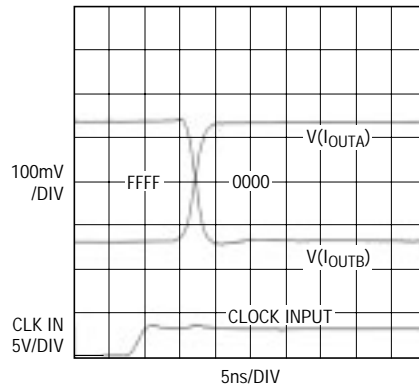 V(IOUTA)
100mV
/DIV
FFFF
0000
V(IOUTB)
CLOCK INPUT
CLK IN
5V/DIV
5ns/DIV